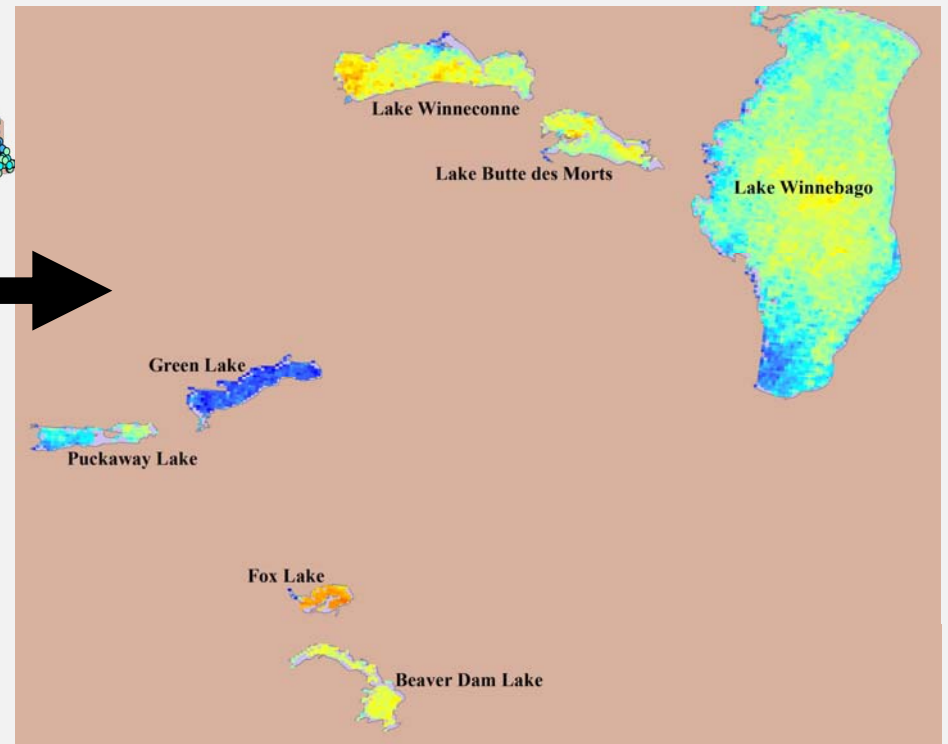 Lake Winneconne
Lake Butte des Morts
Lake Winnebago
Green Lake
Puckaway Lake
Fox Lake
Beaver Dam Lake